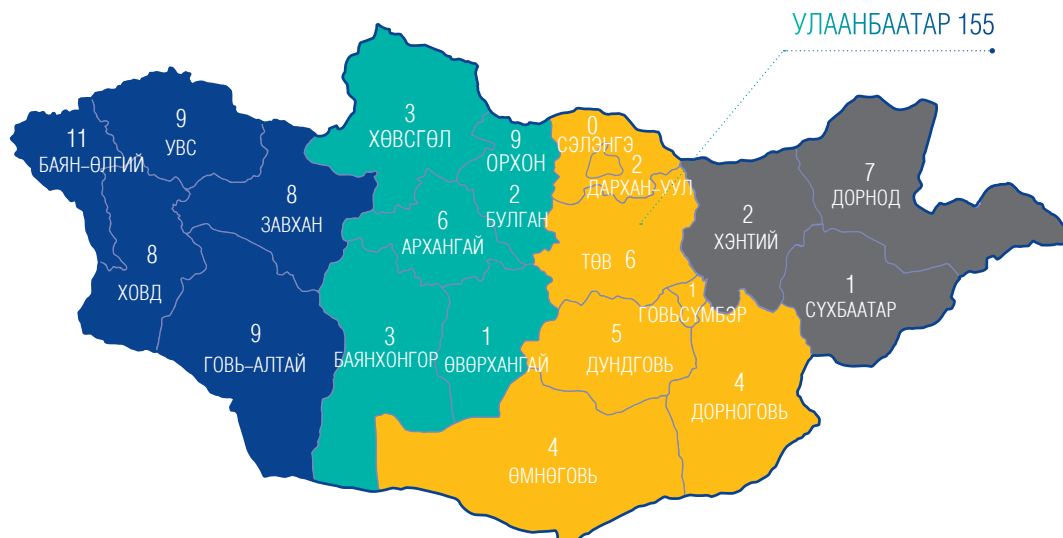 УЛААНБААТАР 155
11
БАЯН–ӨЛГИЙ
9
УВС
8
ЗАВХАН
8
ХОВД
9
ГОВЬ–АЛТАЙ
3
ХӨВСГӨЛ
9
ОРХОН
2
БУЛГАН
6
АРХАНГАЙ
3
БАЯНХОНГОР
1
ӨВӨРХАНГАЙ
0
СЭЛЭНГЭ
2
ДАРХАН–УУЛ
ТӨВ 6
1
ГОВЬСҮМБЭР
5
ДУНДГОВЬ
4
ДОРНОГОВЬ
4
ӨМНӨГОВЬ
2
ХЭНТИЙ
7
ДОРНОД
1
СҮХБААТАР